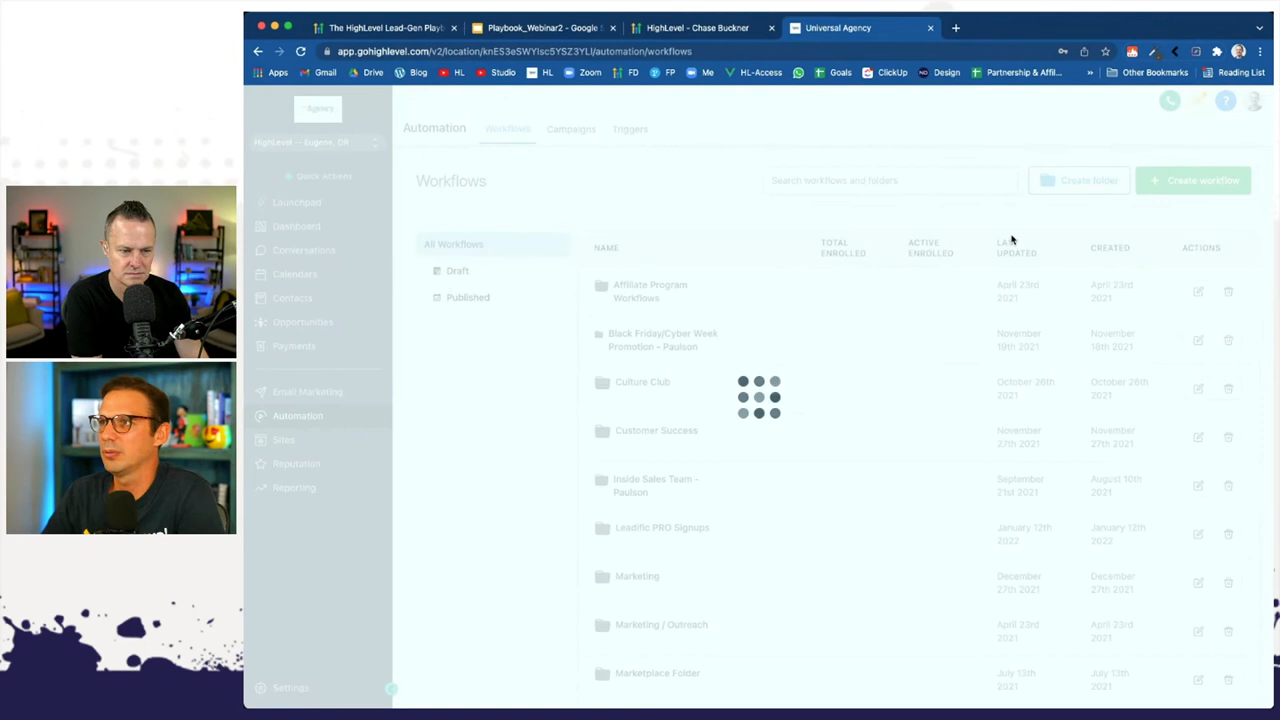 The HighLevel Lead-Gen Playb
Playbook_Webinar2 - Google S
HighLevel - Chase Buckner
Universal Agency
app.gohighlevel.com/v2/location/knES3eSWYIsc5YSZ3YLl/automation/workflows
Apps
Gmail
Drive
Blog
HL
Studio
HL
Zoom
FD
FP
Me
HL-Access
Goals
ClickUp
Design
Partnership & Affil...
»
Other Bookmarks
Reading List
Agency
HighLevel -- Eugene, OR
Quick Actions
Launchpad
Dashboard
Conversations
Calendars
Contacts
Opportunities
Payments
Email Marketing
Automation
Sites
Reputation
Reporting
Settings
Automation
Workflows
Campaigns
Triggers
?
Workflows
Search workflows and folders
Create folder
+ Create workflow
All Workflows
Draft
Published
NAME
TOTAL
ENROLLED
ACTIVE
ENROLLED
LAST
UPDATED
CREATED
ACTIONS
Affiliate Program
Workflows
April 23rd
2021
April 23rd
2021
Black Friday/Cyber Week
Promotion - Paulson
November
19th 2021
November
18th 2021
Culture Club
October 26th
2021
October 26th
2021
Customer Success
November
27th 2021
November
27th 2021
Inside Sales Team -
Paulson
September
21st 2021
August 10th
2021
Leadific PRO Signups
January 12th
2022
January 12th
2022
Marketing
December
27th 2021
December
27th 2021
Marketing / Outreach
April 23rd
2021
April 23rd
2021
Marketplace Folder
July 13th
2021
July 13th
2021